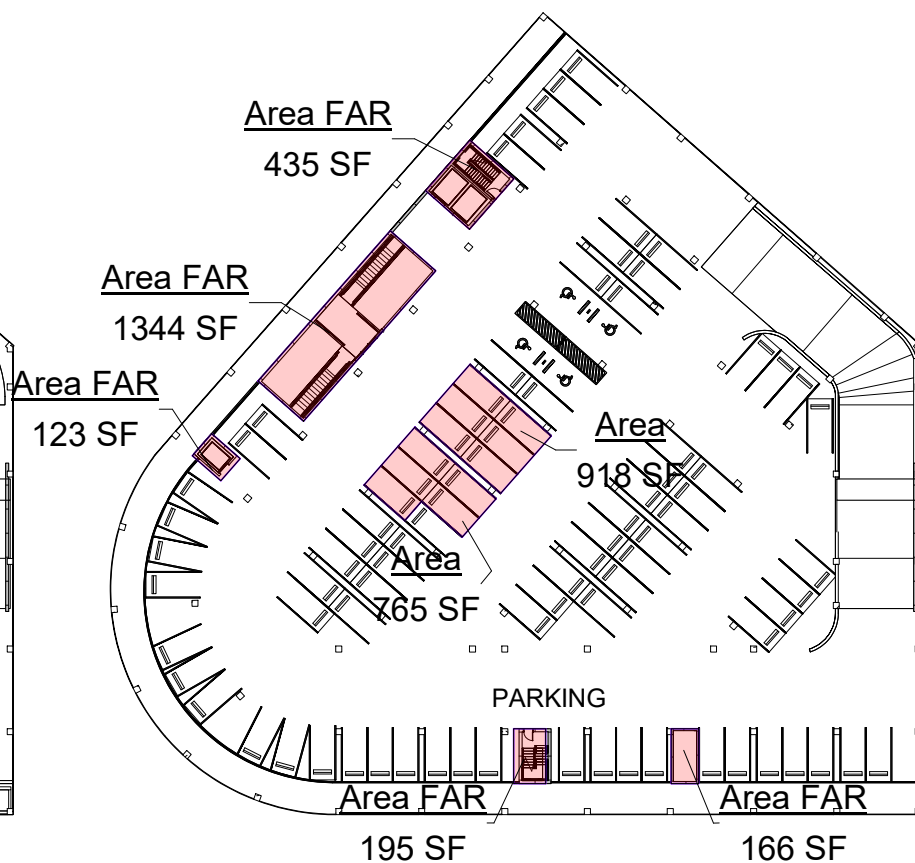 Area FAR
435 SF
Area FAR
1344 SF
Area FAR
123 SF
Area
918 SF
Area
765 SF
PARKING
Area FAR
195 SF
Area FAR
166 SF